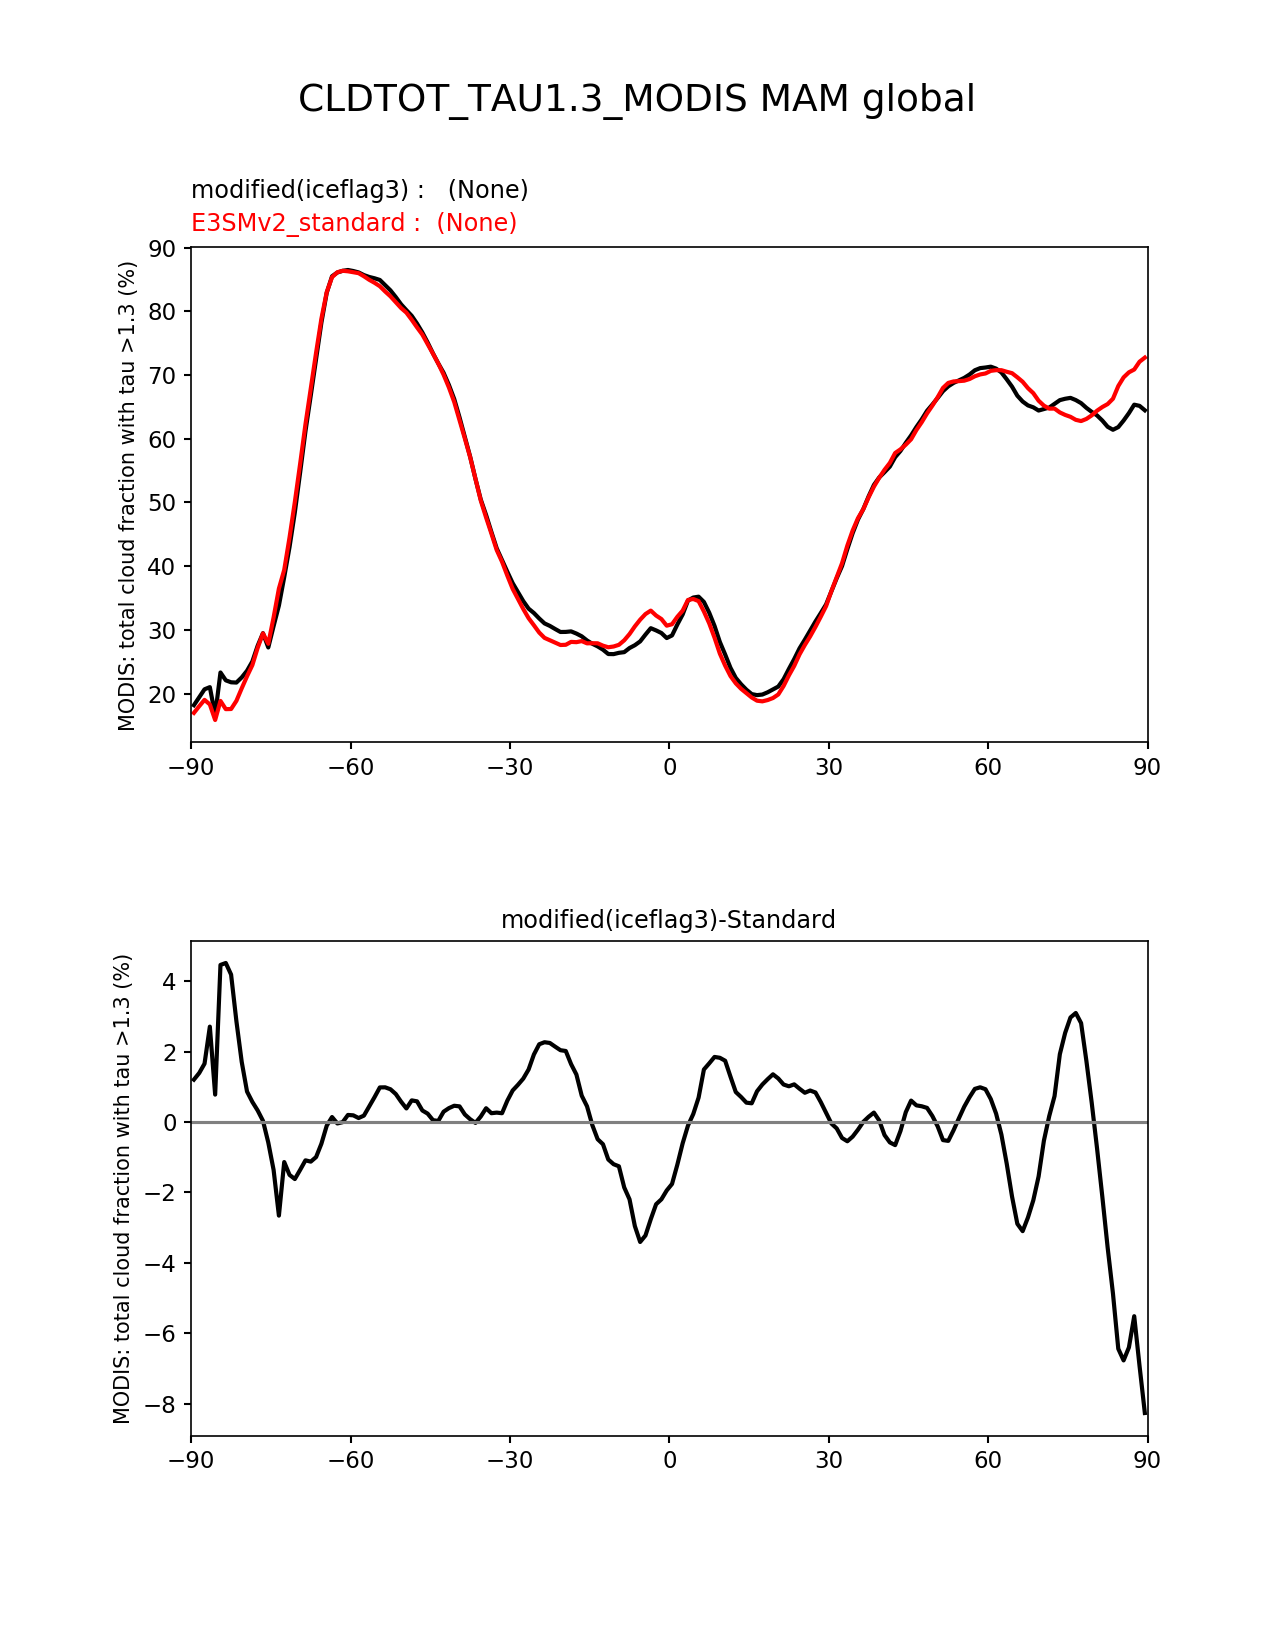 CLDTOT_TAU1.3_MODIS MAM global
modified(iceflag3) :   (None)
E3SMv2_standard :  (None)
MODIS: total cloud fraction with tau >1.3 (%)
90
80
70
60
50
40
30
20
−90 −60 −30 0 30 60 90
modified(iceflag3)-Standard
MODIS: total cloud fraction with tau >1.3 (%)
4
2
0
−2
−4
−6
−8
−90 −60 −30 0 30 60 90